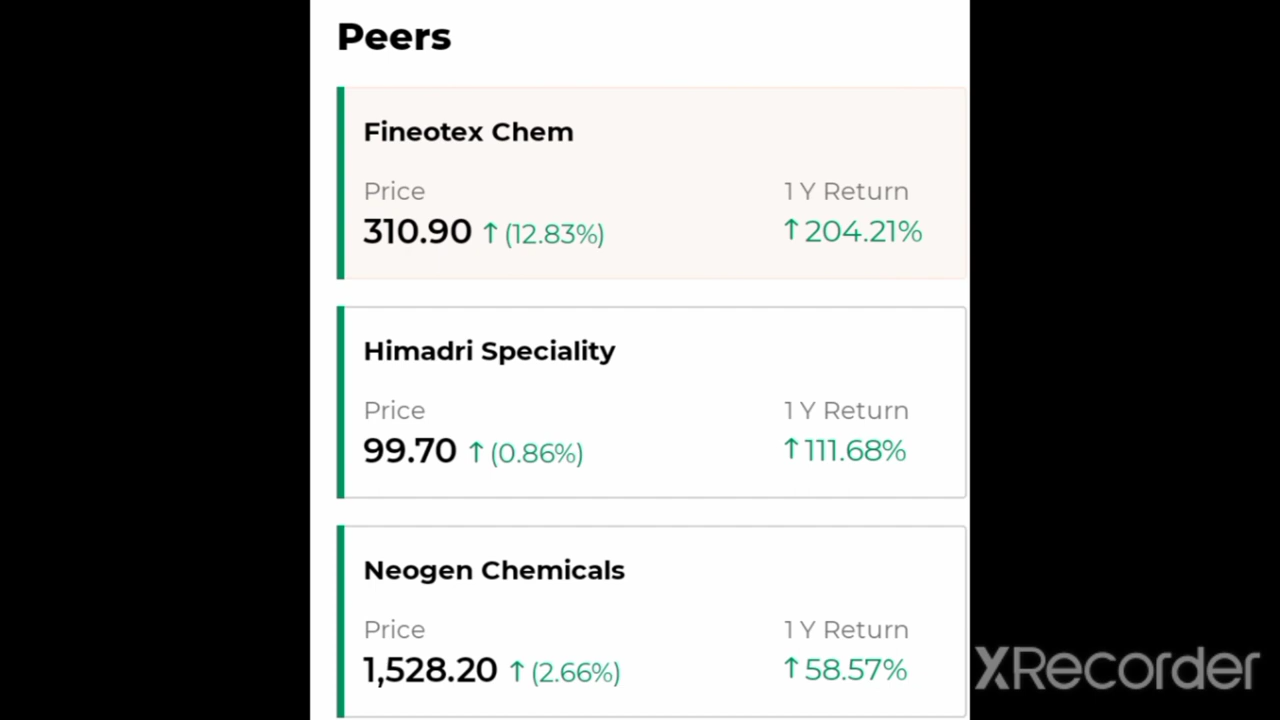 Peers
Fineotex Chem
Price 1 Y Return
310.90 ↑ (12.83%) ↑ 204.21%
Himadri Speciality
Price 1 Y Return
99.70 ↑ (0.86%) ↑ 111.68%
Neogen Chemicals
Price 1 Y Return
1,528.20 ↑ (2.66%) ↑ 58.57%
XRecorder